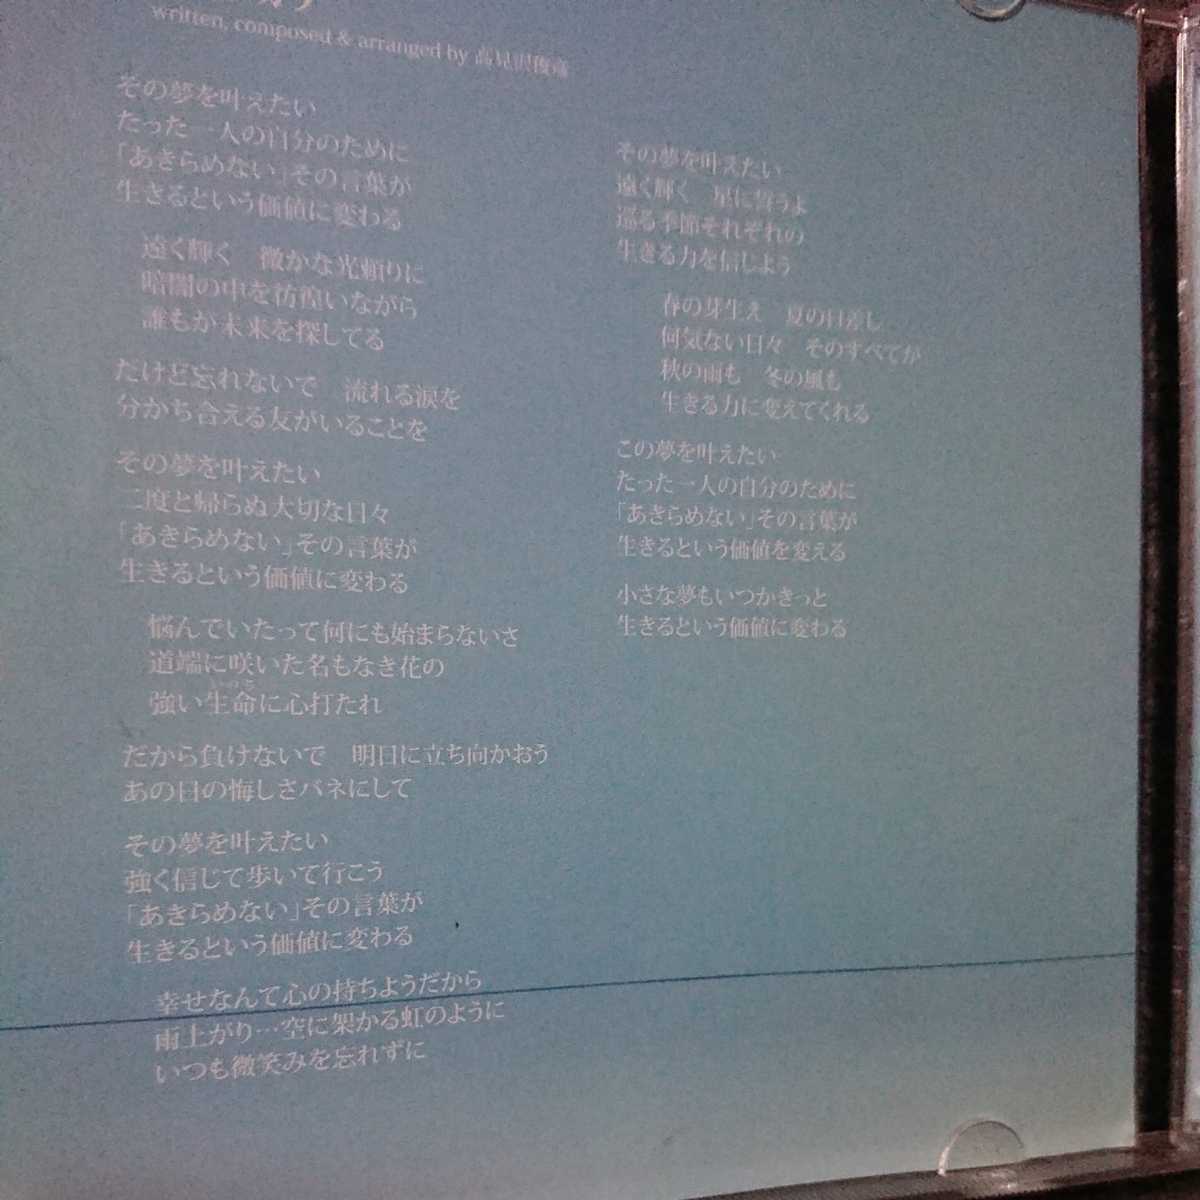 written, composed & arranged by 高見沢俊彦
その夢を叶えたい
たった一人の自分のために
「あきらめない」その言葉が
生きるという価値に変わる
遠く輝く　微かな光頼りに
暗闇の中を彷徨いながら
誰もが未来を探してる
だけど忘れないで　流れる涙を
分かち合える友がいることを
その夢を叶えたい
二度と帰らぬ大切な日々
「あきらめない」その言葉が
生きるという価値に変わる
悩んでいたって何にも始まらないさ
道端に咲いた名もなき花の
強い生命に心打たれ
だから負けないで　明日に立ち向かおう
あの日の悔しさバネにして
その夢を叶えたい
強く信じて歩いて行こう
「あきらめない」その言葉が
生きるという価値に変わる
幸せなんて心の持ちようだから
雨上がり…空に架かる虹のように
いつも微笑みを忘れずに
その夢を叶えたい
遠く輝く　星に誓うよ
巡る季節それぞれの
生きる力を信じよう
春の芽生え　夏の日差し
何気ない日々　そのすべてが
秋の雨も　冬の風も
生きる力に変えてくれる
この夢を叶えたい
たった一人の自分のために
「あきらめない」その言葉が
生きるという価値を変える
小さな夢もいつかきっと
生きるという価値に変わる